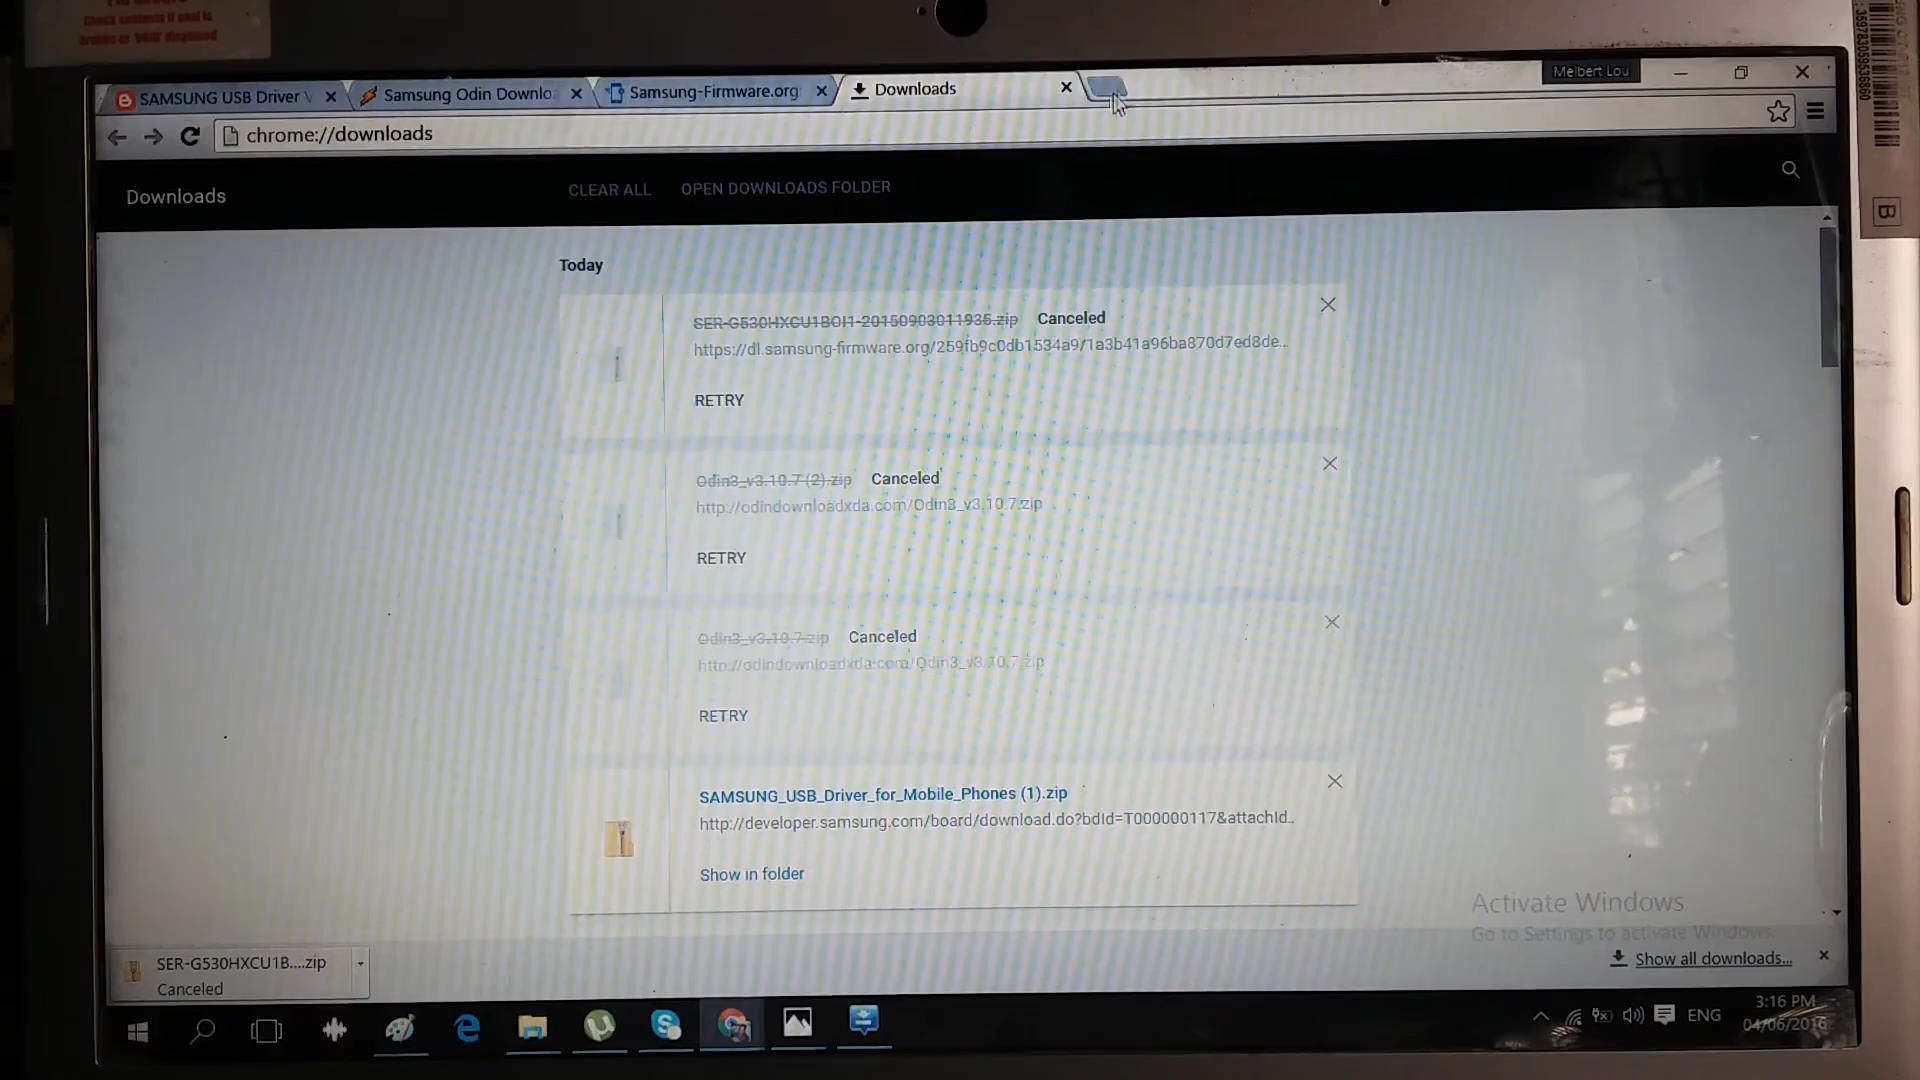 SAMSUNG USB Driver
Samsung Odin Downlo
Samsung-Firmware.org
Downloads
Melbert Lou
chrome://downloads
Downloads
CLEAR ALL
OPEN DOWNLOADS FOLDER
Today
SER-G530HXCU1BOI1-20150903011935.zip Canceled
https://dl.samsung-firmware.org/259fb9c0db1534a9/1a3b41a96ba870d7ed8de...
RETRY
Odin3_v3.10.7 (2).zip Canceled
http://odindownloadxda.com/Odin3_v3.10.7.zip
RETRY
Odin3_v3.10.7.zip Canceled
http://odindownloadxda.com/Odin3_v3.10.7.zip
RETRY
SAMSUNG_USB_Driver_for_Mobile_Phones (1).zip
http://developer.samsung.com/board/download.do?bdId=T000000117&attachId..
Show in folder
Activate Windows
Go to Settings to activate Windows.
SER-G530HXCU1B....zip
Canceled
Show all downloads...
ENG
3:16 PM
04/06/2016
B